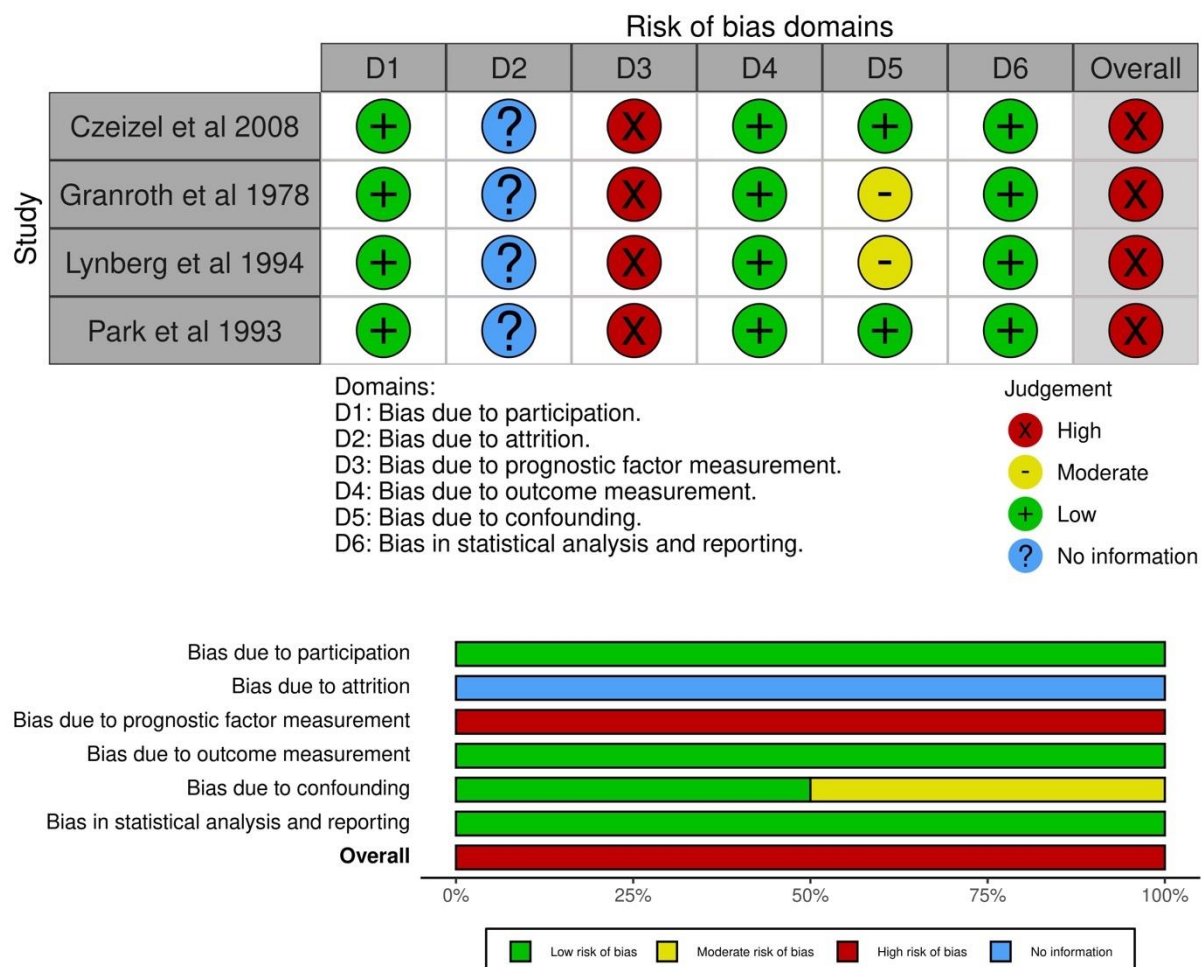 Risk of bias domains
D1 D2 D3 D4 D5 D6 Overall
Study
Czeizel et al 2008 + ? X + + + X
Granroth et al 1978 + ? X + - + X
Lynberg et al 1994 + ? X + - + X
Park et al 1993 + ? X + + + X
Domains:
D1: Bias due to participation.
D2: Bias due to attrition.
D3: Bias due to prognostic factor measurement.
D4: Bias due to outcome measurement.
D5: Bias due to confounding.
D6: Bias in statistical analysis and reporting.
Judgement
X High
- Moderate
+ Low
? No information
Bias due to participation
Bias due to attrition
Bias due to prognostic factor measurement
Bias due to outcome measurement
Bias due to confounding
Bias in statistical analysis and reporting
Overall
0% 25% 50% 75% 100%
Low risk of bias Moderate risk of bias High risk of bias No information